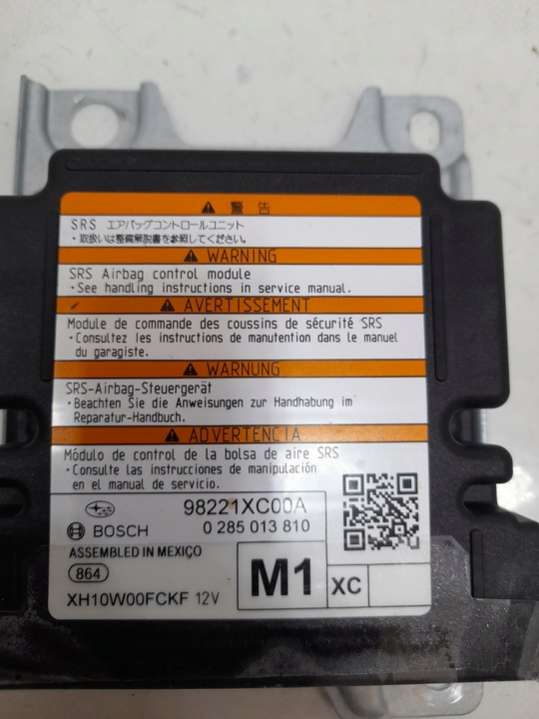 ⚠ 警告
SRS エアバッグコントロールユニット
・取扱いは整備解説書を参照してください。
⚠ WARNING
SRS Airbag control module
・See handling instructions in service manual.
⚠ AVERTISSEMENT
Module de commande des coussins de sécurité SRS
・Consultez les instructions de manutention dans le manuel
du garagiste.
⚠ WARNUNG
SRS-Airbag-Steuergerät
・Beachten Sie die Anweisungen zur Handhabung im
Reparatur-Handbuch.
⚠ ADVERTENCIA
Módulo de control de la bolsa de aire SRS
・Consulte las instrucciones de manipulación
en el manual de servicio.
98221XC00A
BOSCH 0 285 013 810
ASSEMBLED IN MEXICO
864
M1 XC
XH10W00FCKF 12V